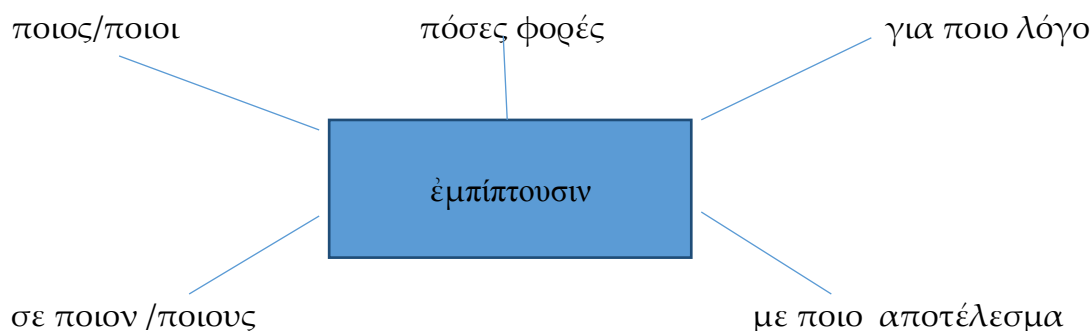 ποιος/ποιοι
πόσες φορές
για ποιο λόγο
ἐμπίπτουσιν
σε ποιον /ποιους
με ποιο αποτέλεσμα